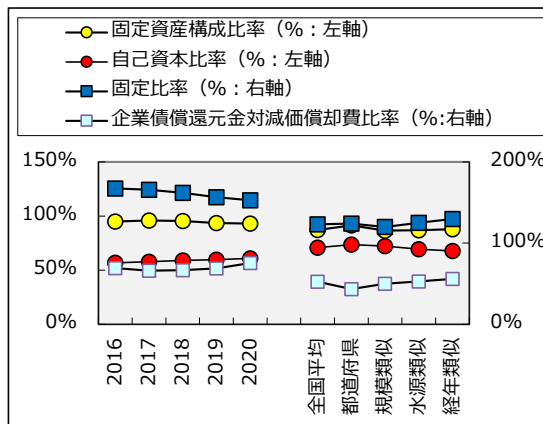 固定資産構成比率（％：左軸）
自己資本比率（％：左軸）
固定比率（％：右軸）
企業債償還元金対減価償却費比率（％:右軸）
150%
200%
100%
100%
50%
0%
0%
2016
2017
2018
2019
2020
全国平均
都道府県
規模類似
水源類似
経年類似